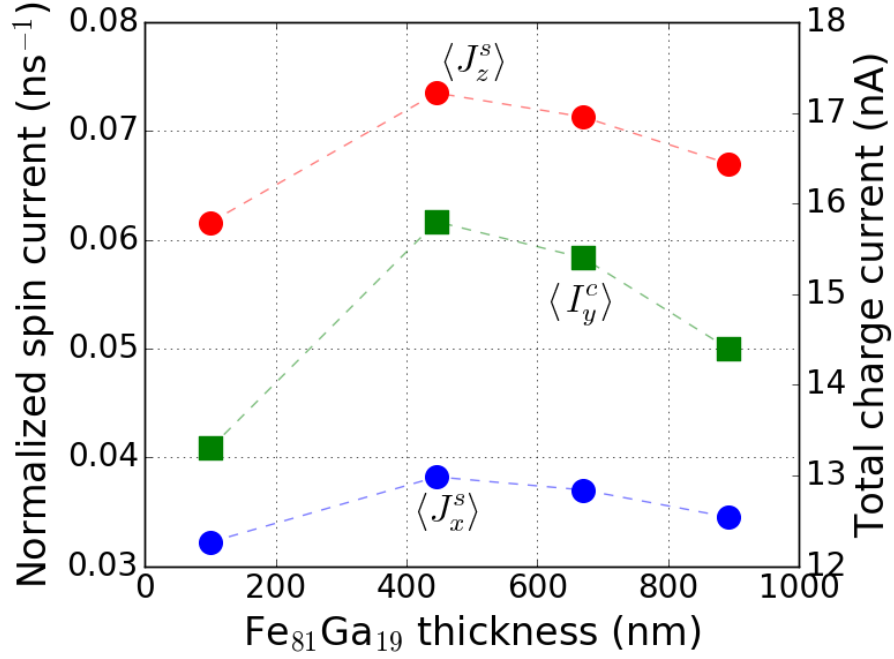 Normalized spin current (ns⁻¹)
0.08
0.07
0.06
0.05
0.04
0.03
⟨Jₓˢ⟩
⟨J_z^s⟩
⟨I_y^c⟩
18
17
16
15
14
13
12
Total charge current (nA)
0 200 400 600 800 1000
Fe₈₁Ga₁₉ thickness (nm)